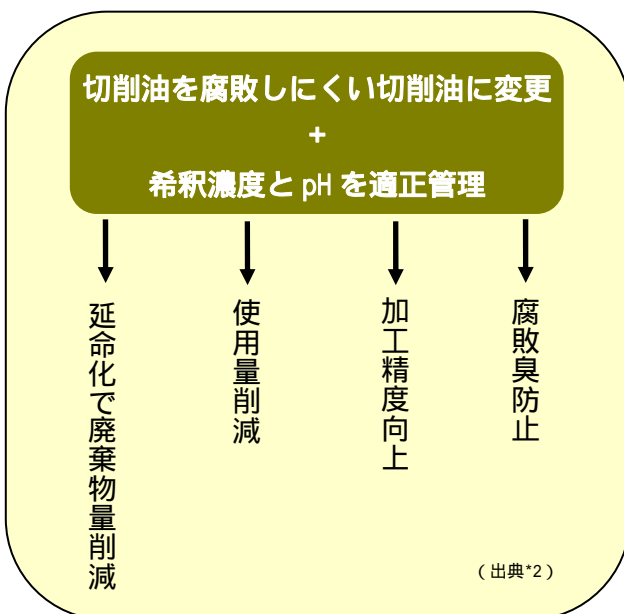 切削油を腐敗しにくい切削油に変更
+
希釈濃度と pH を適正管理
延命化で廃棄物量削減
使用量削減
加工精度向上
腐敗臭防止
(出典*2)